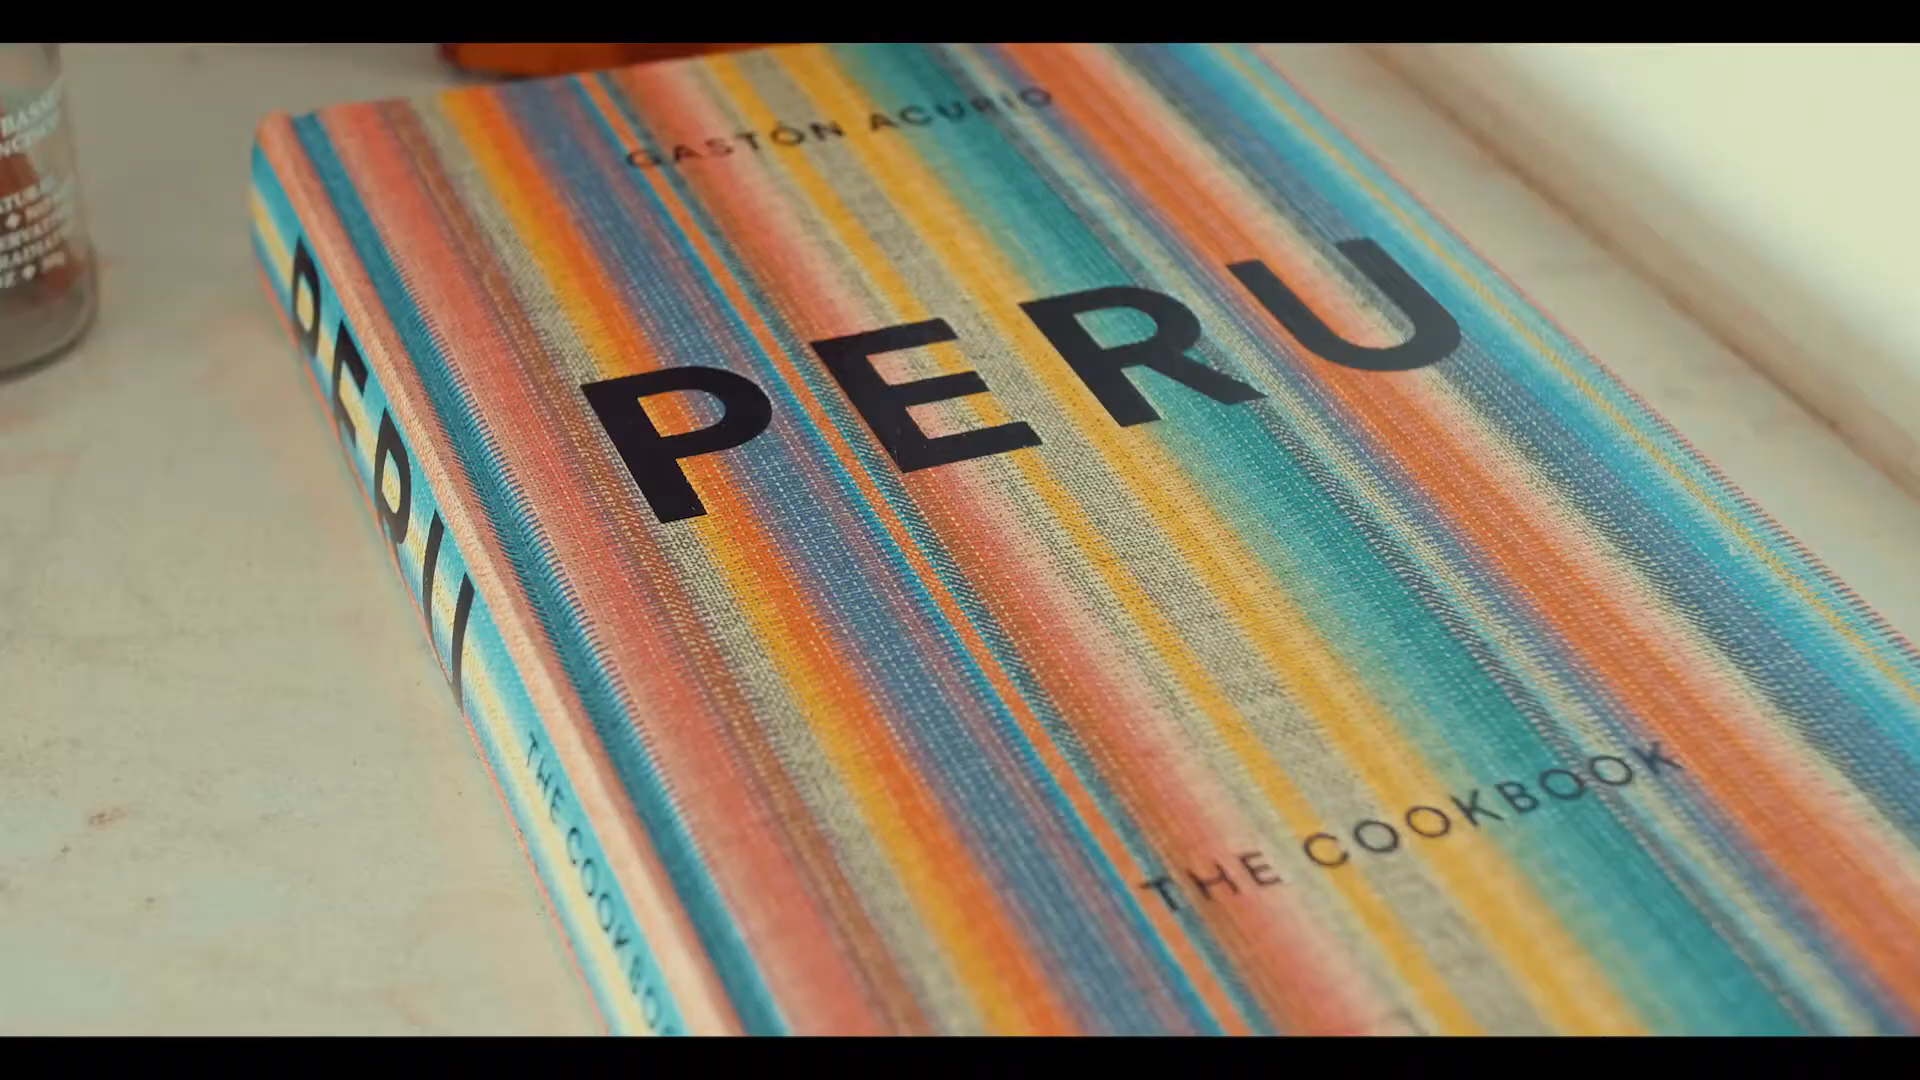 GASTÓN ACURIO
PERU
THE COOKBOOK
PERU
THE COOKBOOK